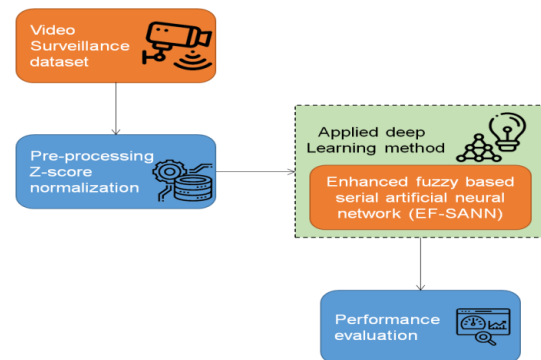 Video
Surveillance
dataset
Pre-processing
Z-score
normalization
Applied deep
Learning method
Enhanced fuzzy based
serial artificial neural
network (EF-SANN)
Performance
evaluation